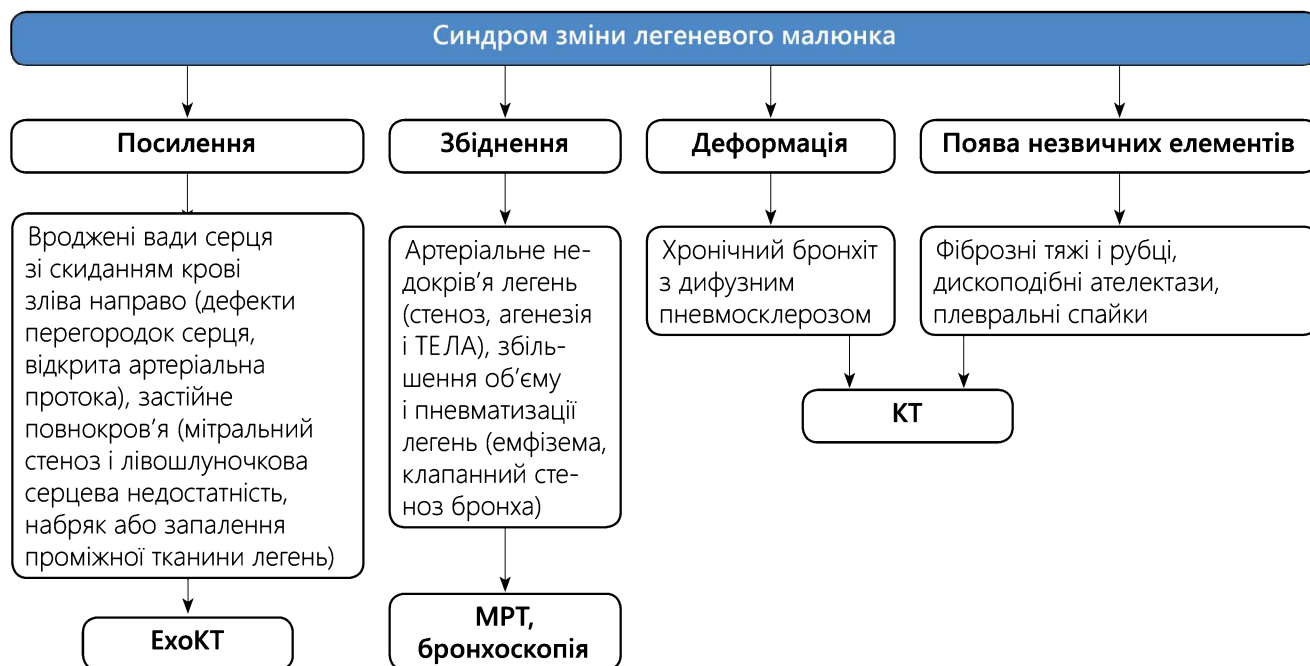 Синдром зміни легеневого малюнка
Посилення
Збіднення
Деформація
Поява незвичних елементів
Вроджені вади серця
зі скиданням крові
зліва направо (дефекти
перегородок серця,
відкрита артеріальна
протока), застійне
повнокров’я (мітральний
стеноз і лівошлуночкова
серцева недостатність,
набряк або запалення
проміжної тканини легень)
Артеріальне не-
докрів’я легень
(стеноз, агенезія
і ТЕЛА), збіль-
шення об’єму
і пневматизації
легень (емфізема,
клапанний сте-
ноз бронха)
Хронічний бронхіт
з дифузним
пневмосклерозом
Фіброзні тяжі і рубці,
дископодібні ателектази,
плевральні спайки
КТ
ЕхоКТ
МРТ,
бронхоскопія